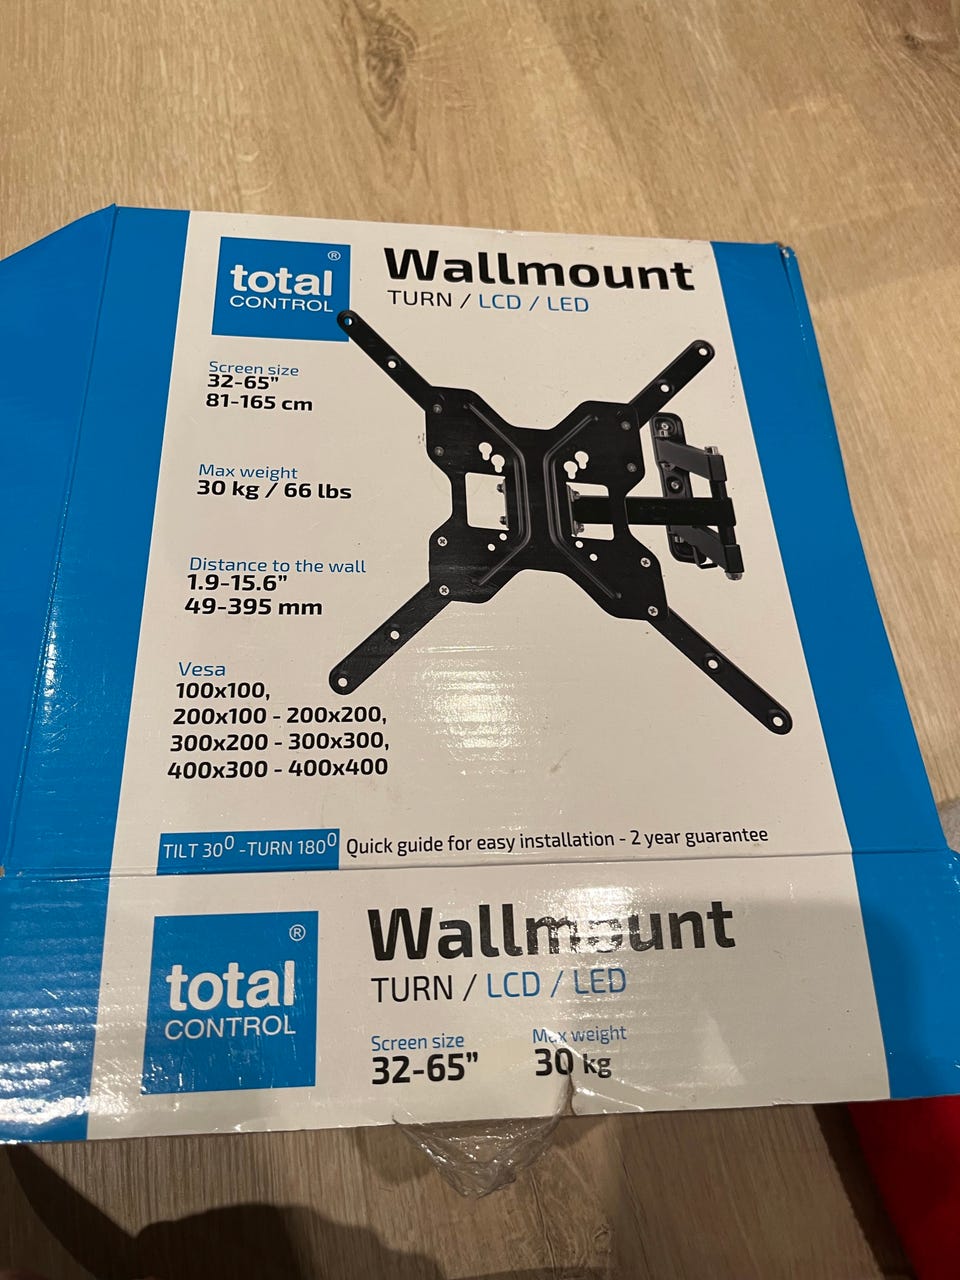 total®
CONTROL
Wallmount
TURN / LCD / LED
Screen size
32-65”
81-165 cm
Max weight
30 kg / 66 lbs
Distance to the wall
1.9-15.6”
49-395 mm
Vesa
100x100,
200x100 - 200x200,
300x200 - 300x300,
400x300 - 400x400
TILT 30⁰ -TURN 180⁰ Quick guide for easy installation - 2 year guarantee
total®
CONTROL
Wallmount
TURN / LCD / LED
Screen size
32-65”
Max weight
30 kg